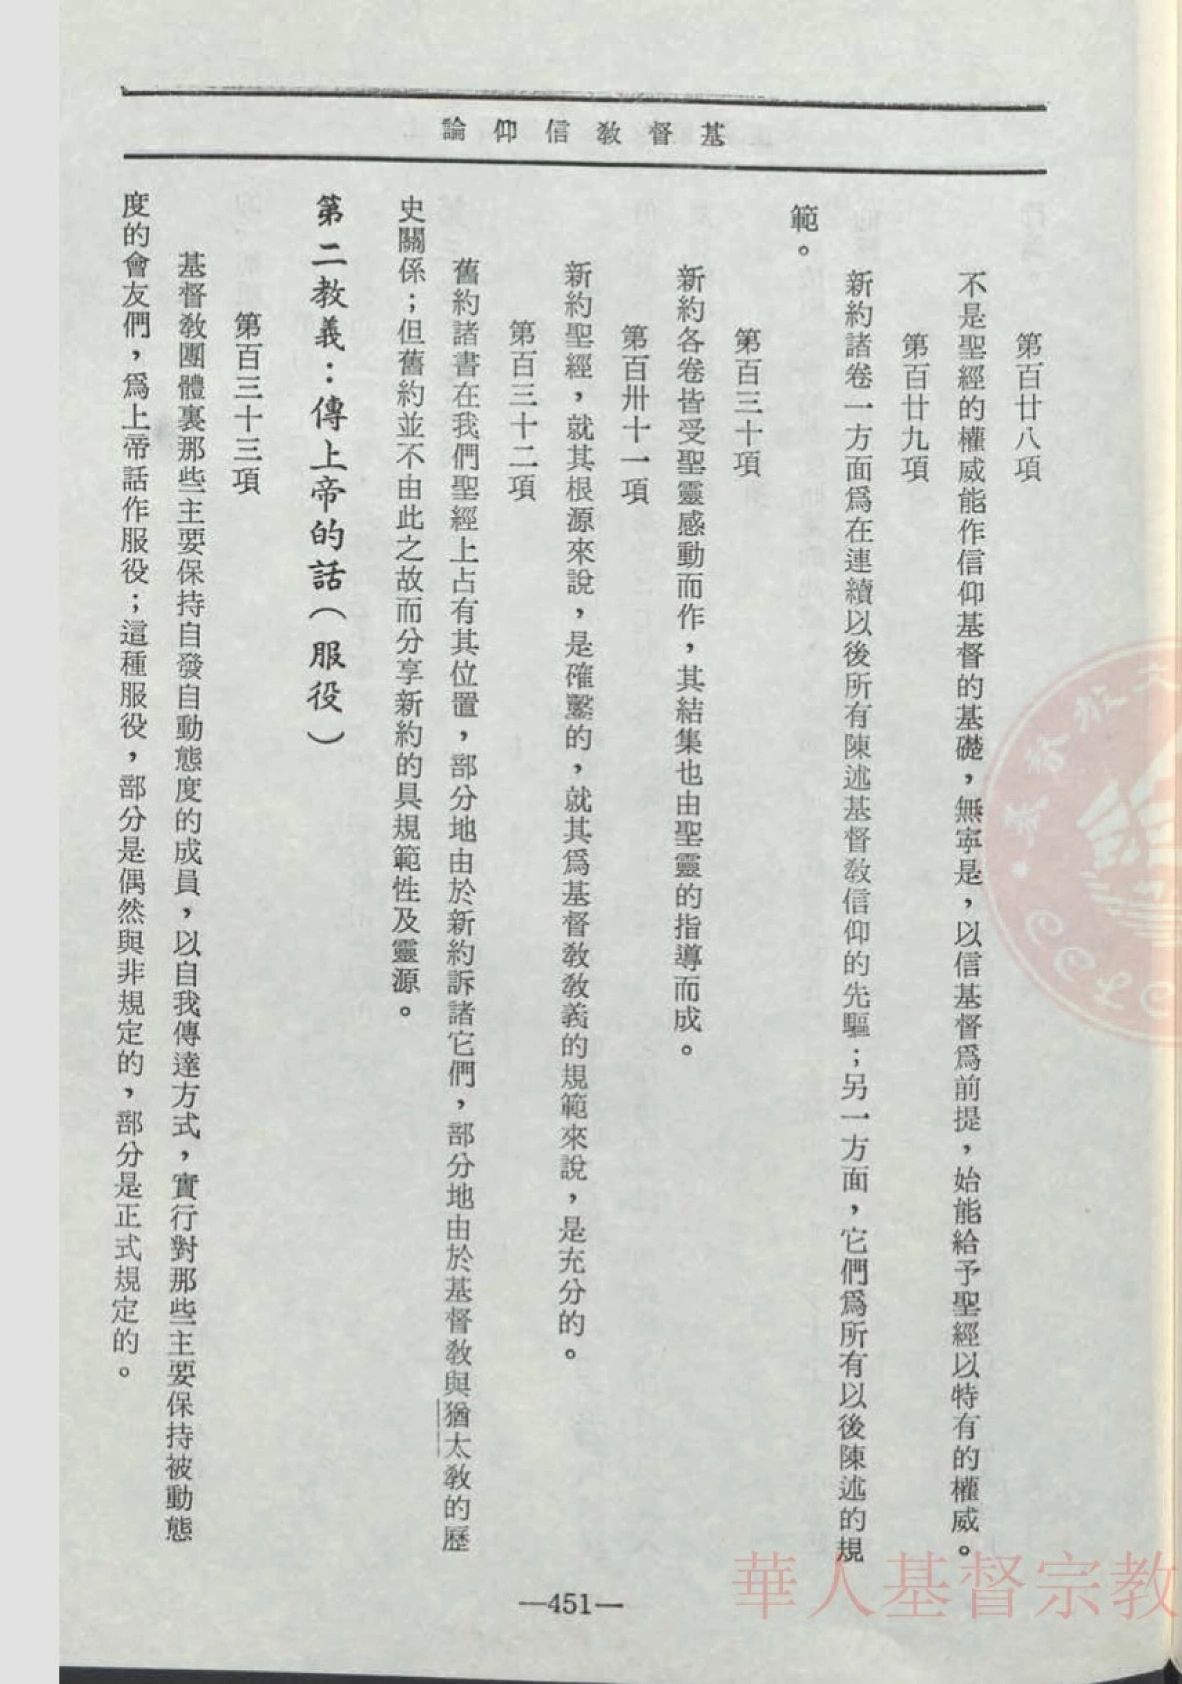 基督教信仰論
第百廿八項
不是聖經的權威能作信仰基督的基礎，無寧是，以信基督爲前提，始能給予聖經以特有的權威。
第百廿九項
新約諸卷一方面爲在連續以後所有陳述基督教信仰的先驅；另一方面，它們爲所有以後陳述的規
範。
第百三十項
新約各卷皆受聖靈感動而作，其結集也由聖靈的指導而成。
第百卅十一項
新約聖經，就其根源來說，是確鑿的，就其爲基督教教義的規範來說，是充分的。
第百三十二項
舊約諸書在我們聖經上占有其位置，部分地由於新約訴諸它們，部分地由於基督教與猶太教的歷
史關係；但舊約並不由此之故而分享新約的具規範性及靈源。
第二教義：傳上帝的話（服役）
第百三十三項
基督教團體裏那些主要保持自發自動態度的成員，以自我傳達方式，實行對那些主要保持被動態
度的會友們，爲上帝話作服役；這種服役，部分是偶然與非規定的，部分是正式規定的。
—451—
華人基督宗教